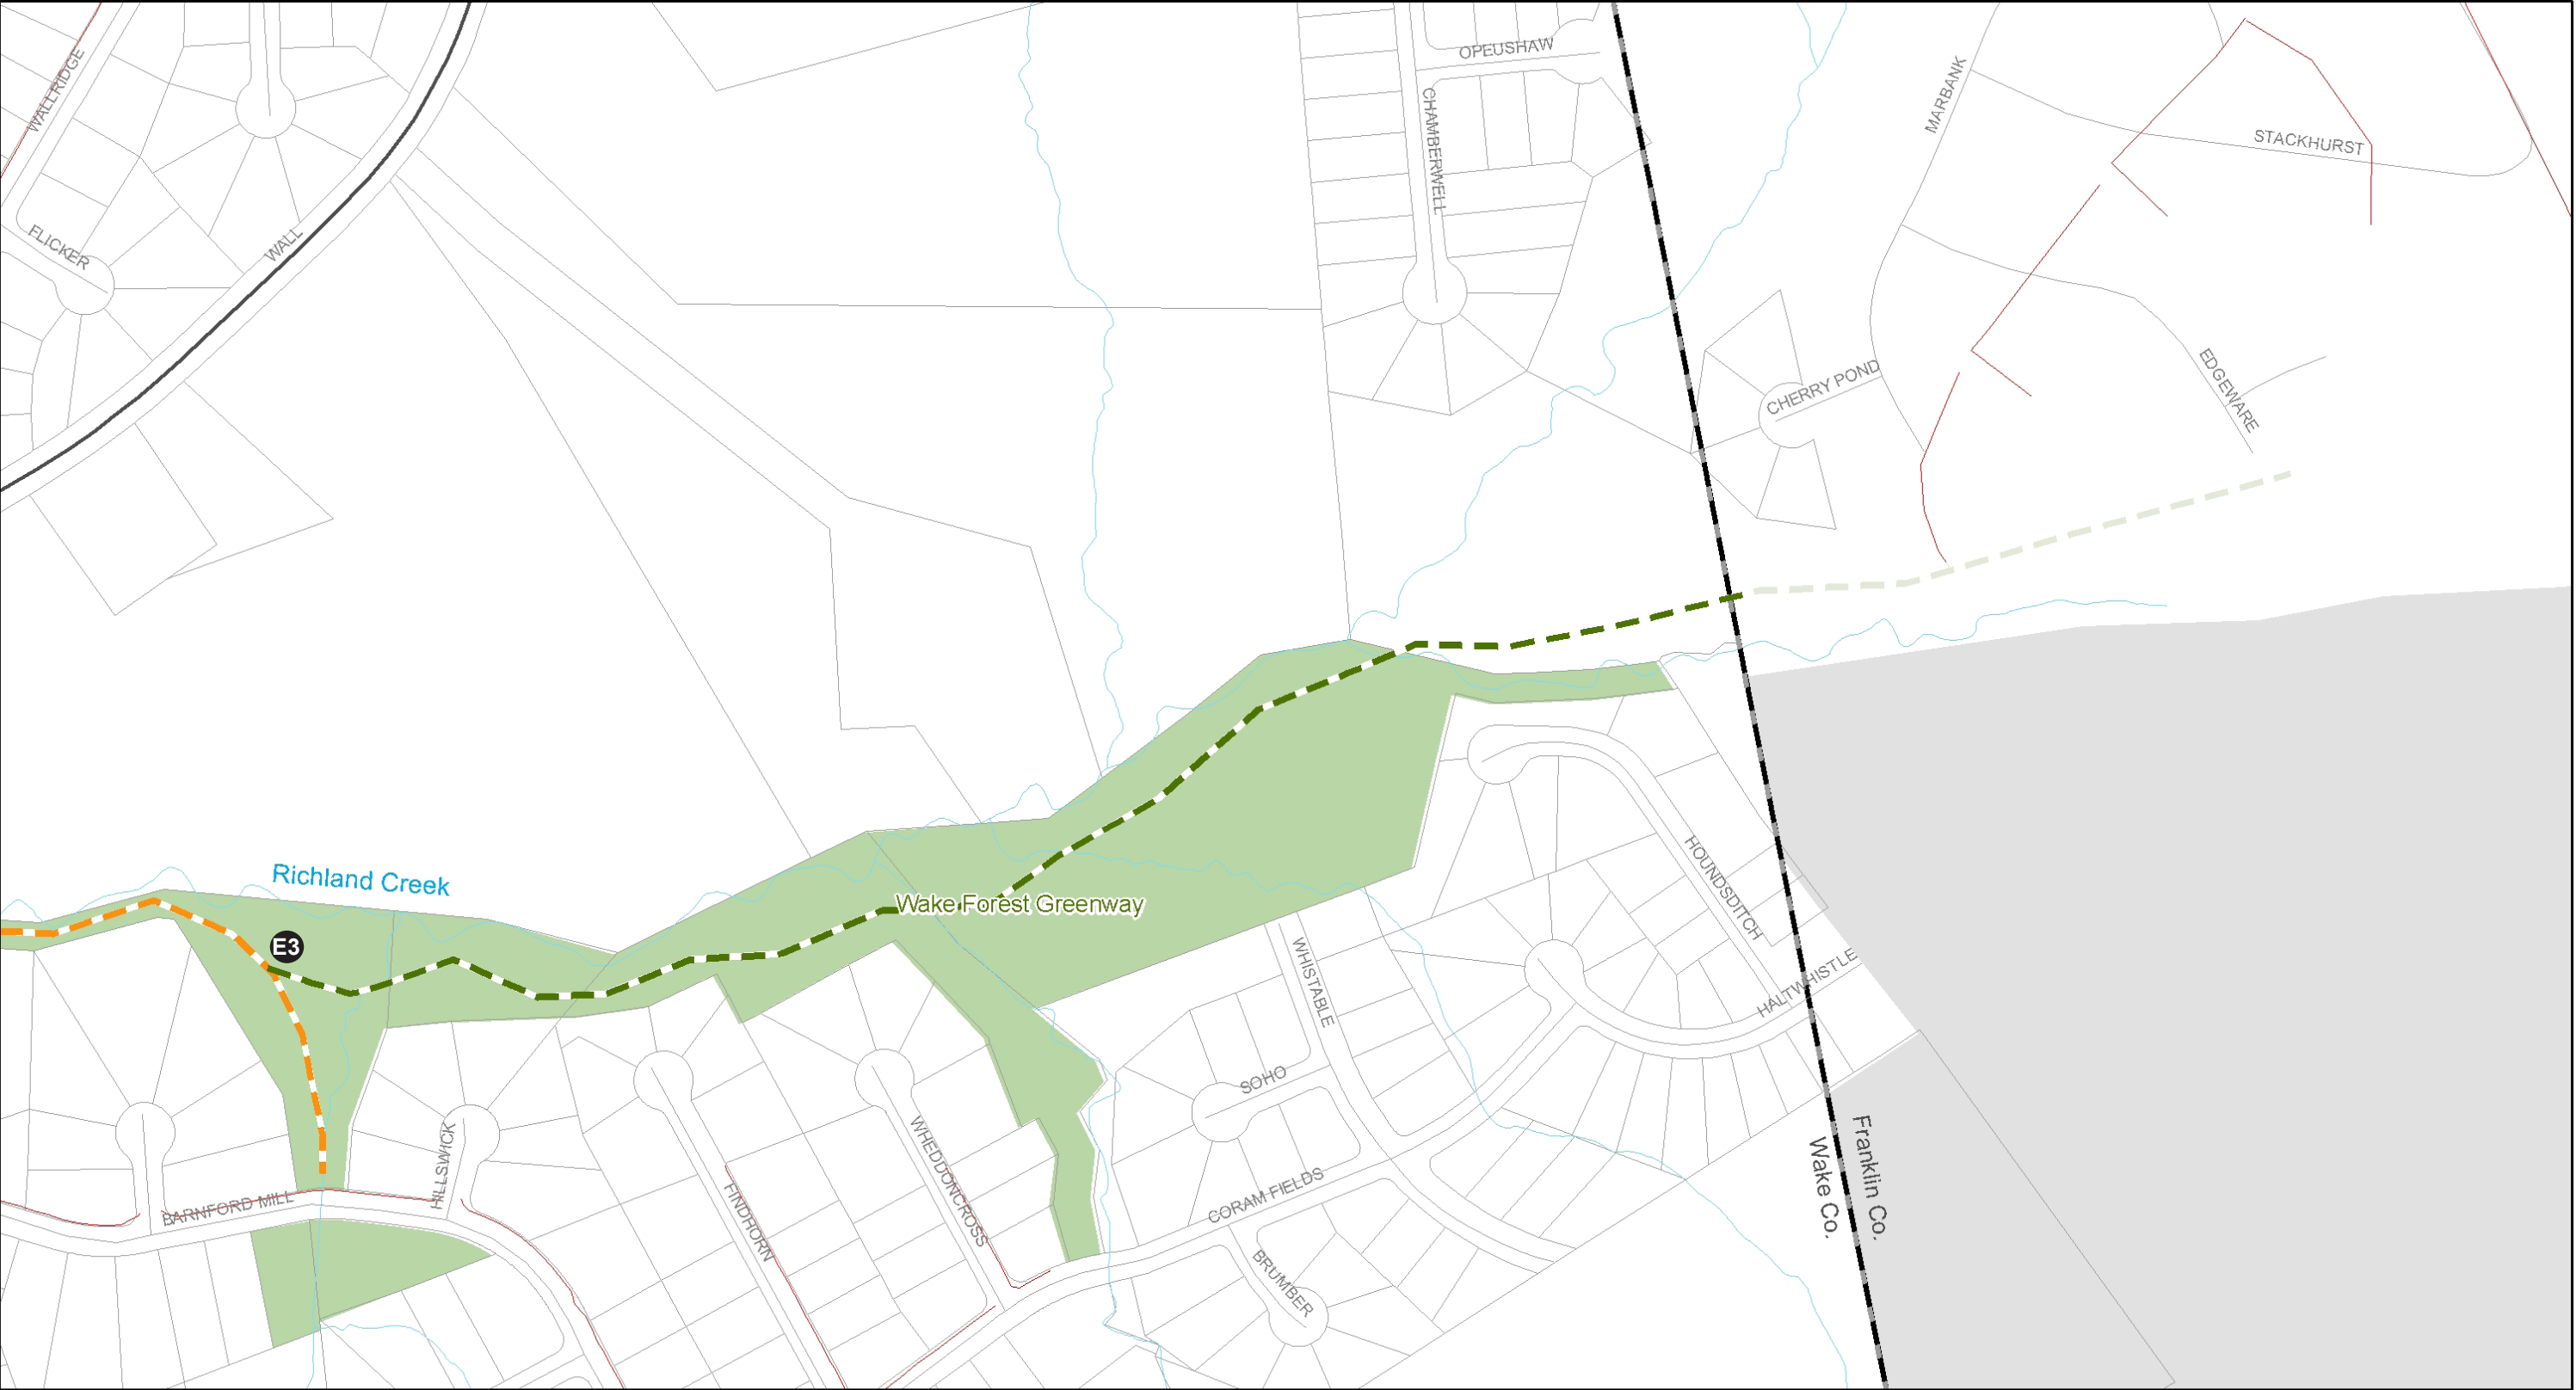 OPEUSHAW
WALLRIDGE
MARBANK
CHAMBERWELL
STACKHURST
FLICKER
WALL
CHERRY POND
EDGEWARE
Richland Creek
Wake Forest Greenway
E3
HOUNDSDITCH
WHISTABLE
HALTWHISTLE
SOHO
HILLSWICK
WHEDDONCROSS
Franklin Co.
Wake Co.
BARNFORD MILL
FINDHORN
CORAM FIELDS
BRUMBER